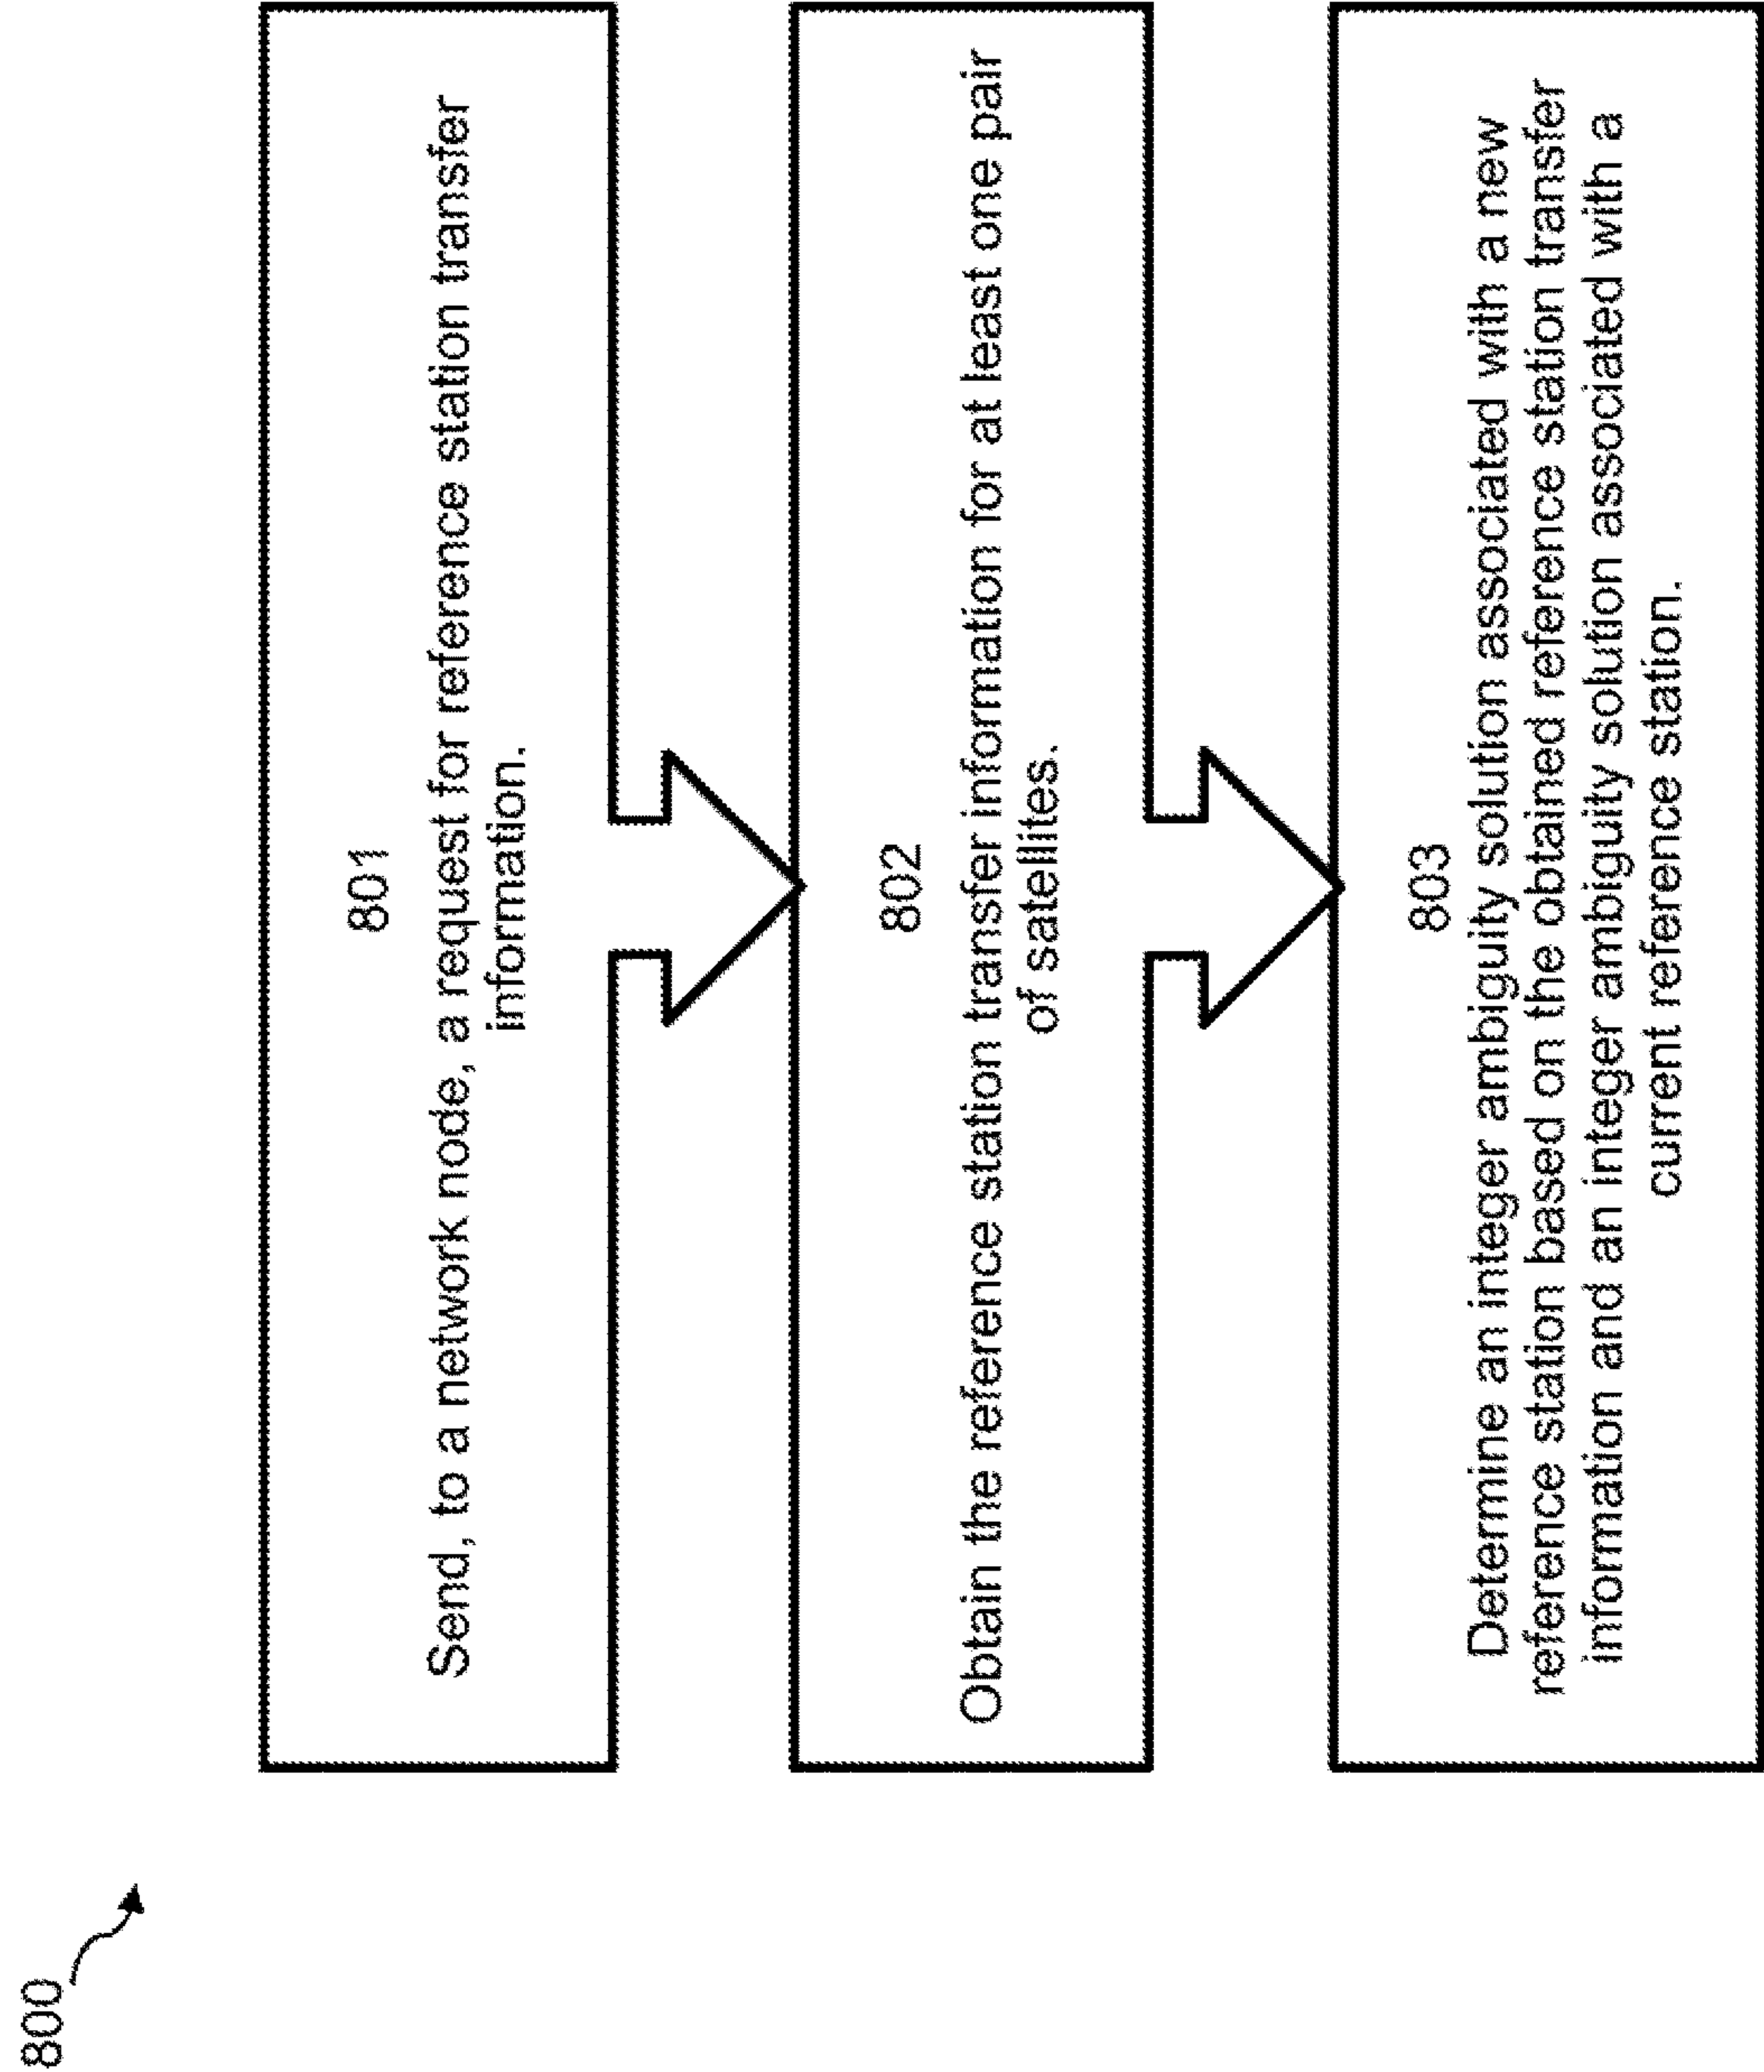 800
801
Send, to a network node, a request for reference station transfer
information.
802
Obtain the reference station transfer information for at least one pair
of satellites.
803
Determine an integer ambiguity solution associated with a new
reference station based on the obtained reference station transfer
information and an integer ambiguity solution associated with a
current reference station.